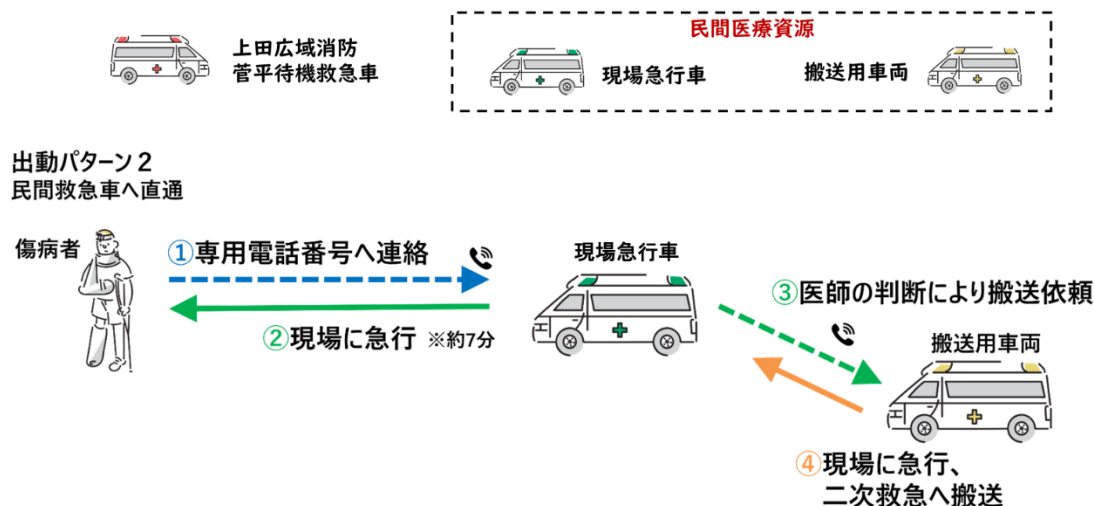 民間医療資源
上田広域消防
菅平待機救急車
現場急行車
搬送用車両
出動パターン2
民間救急車へ直通
傷病者
①専用電話番号へ連絡
②現場に急行 ※約7分
現場急行車
③医師の判断により搬送依頼
搬送用車両
④現場に急行、
二次救急へ搬送